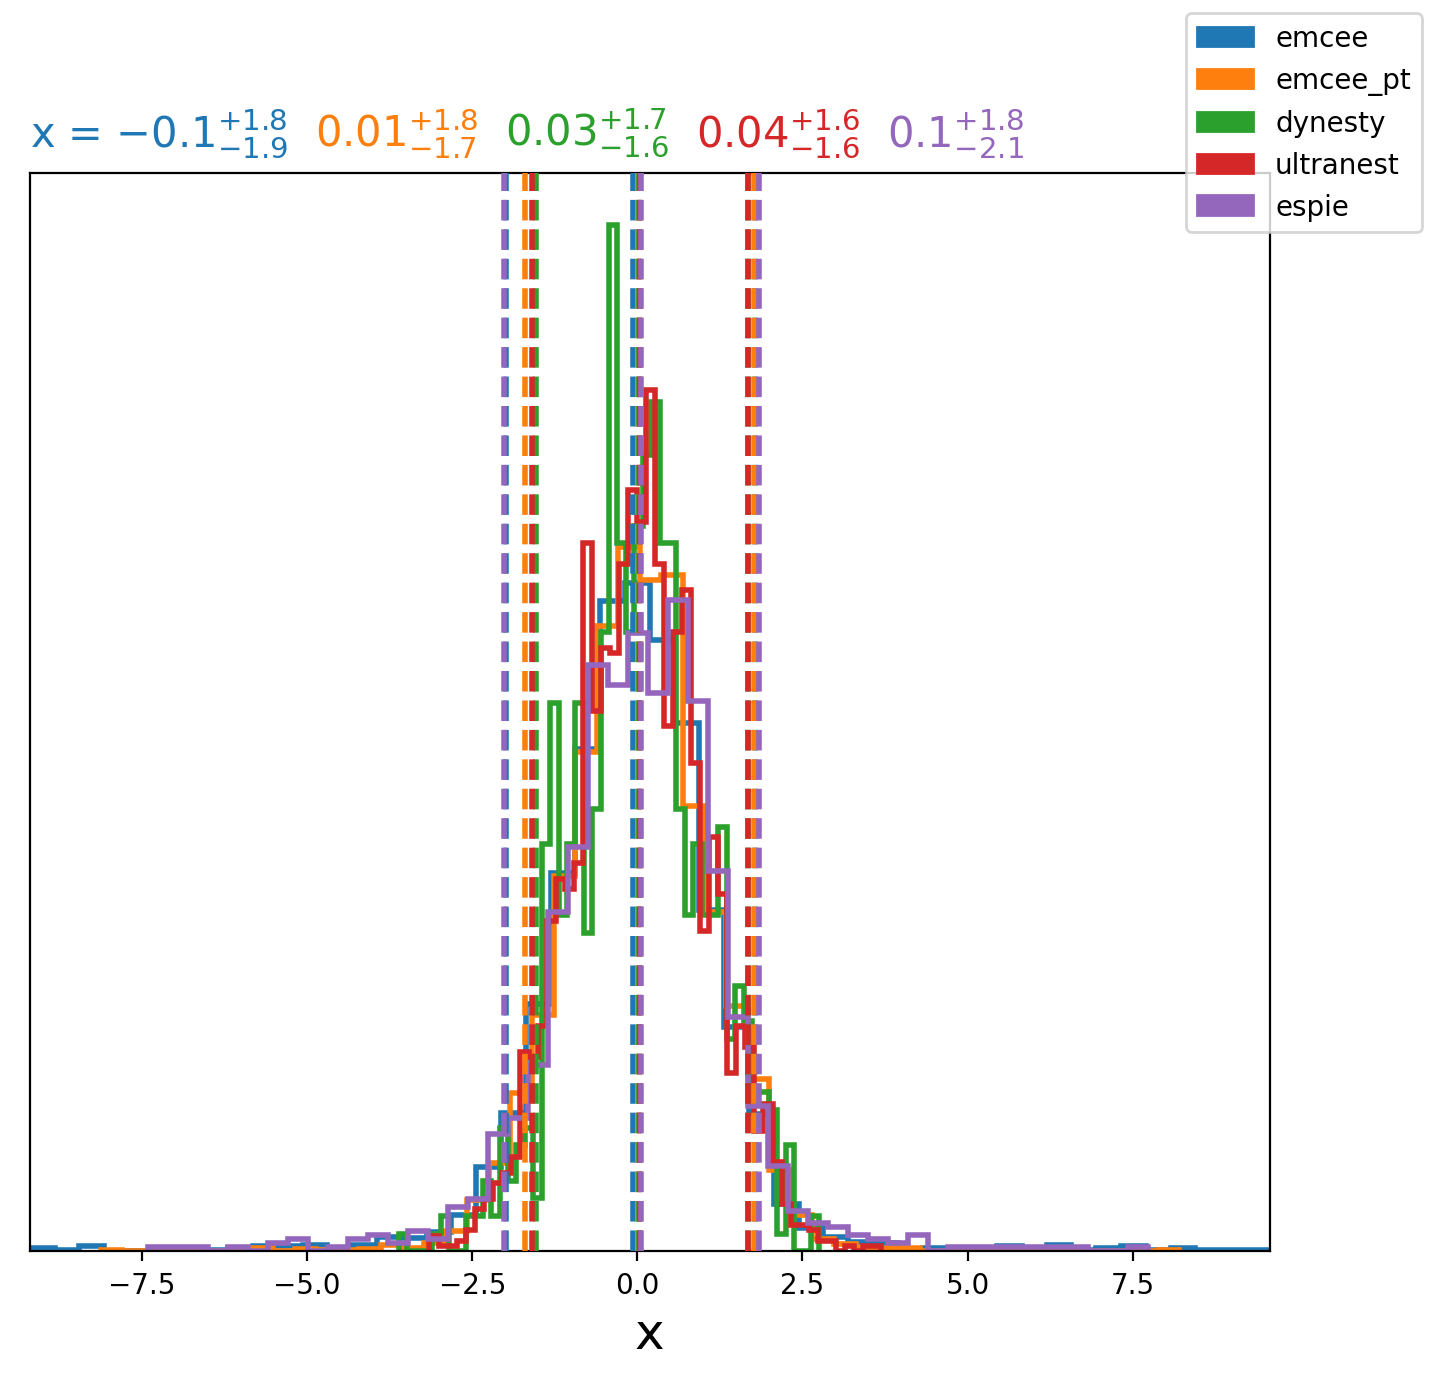 emcee
emcee_pt
dynesty
ultranest
espie
x = −0.1 +1.8 −1.9 0.01 +1.8 −1.7 0.03 +1.7 −1.6 0.04 +1.6 −1.6 0.1 +1.8 −2.1
−7.5 −5.0 −2.5 0.0 2.5 5.0 7.5
x